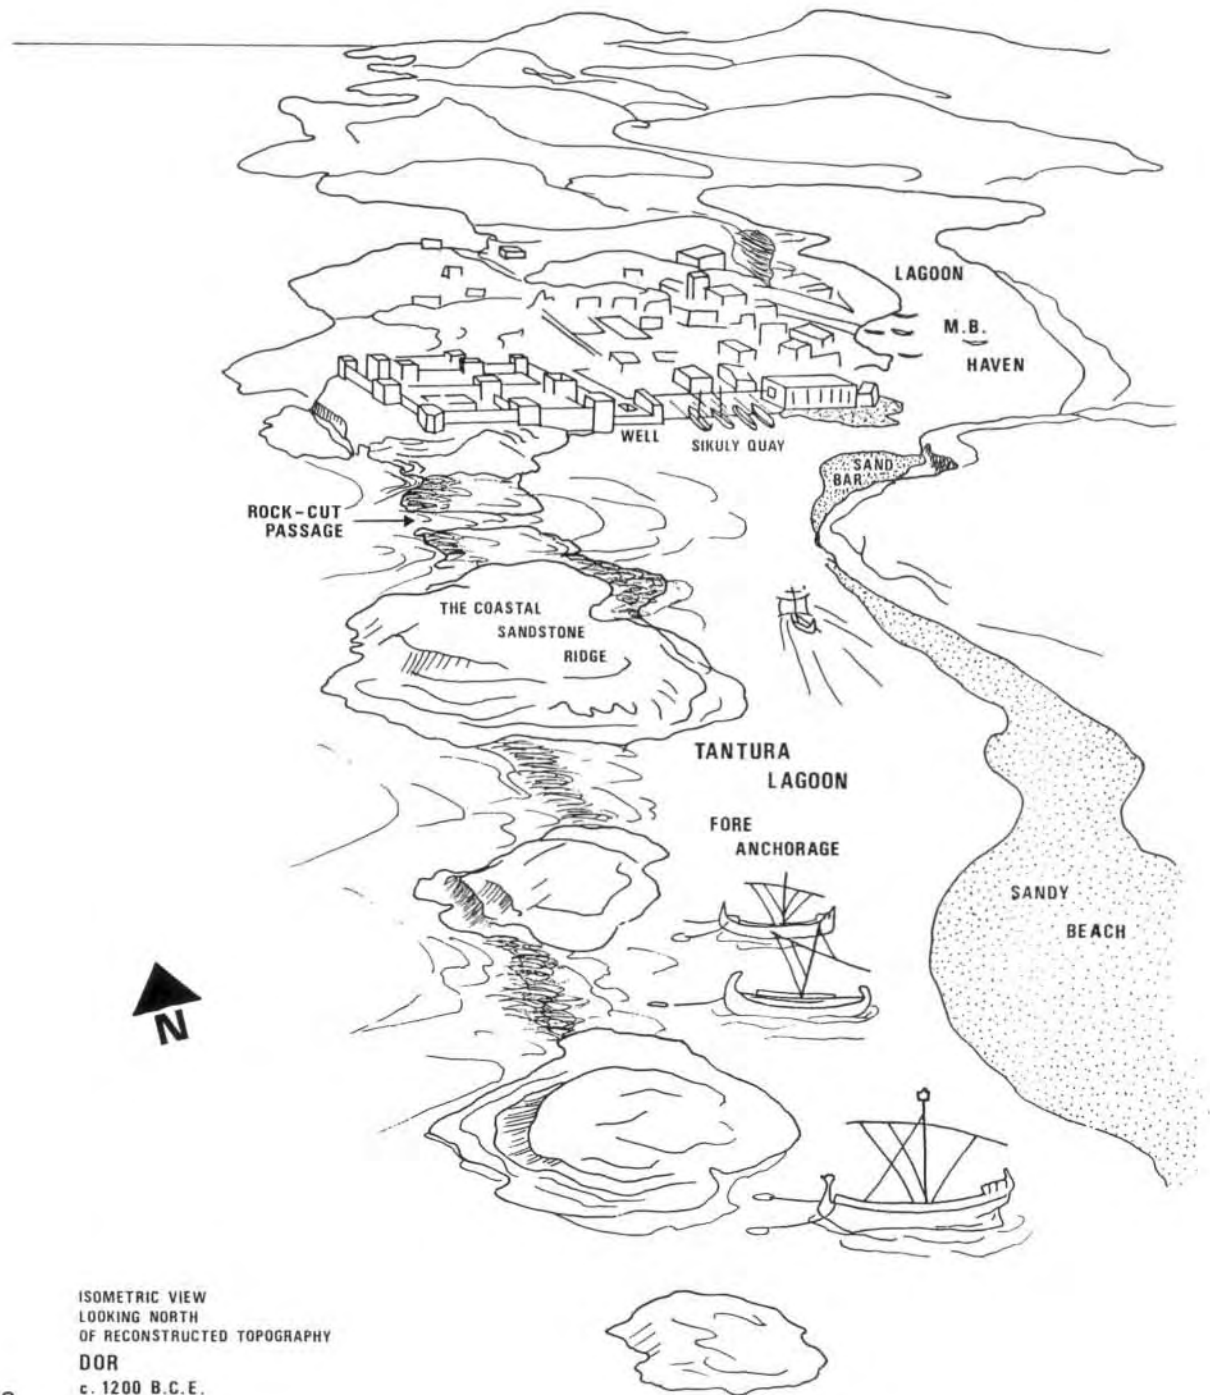 LAGOON
M.B.
HAVEN
WELL
SIKULY QUAY
SAND
BAR
ROCK-CUT
PASSAGE
THE COASTAL
SANDSTONE
RIDGE
TANTURA
LAGOON
FORE
ANCHORAGE
SANDY
BEACH
N
ISOMETRIC VIEW
LOOKING NORTH
OF RECONSTRUCTED TOPOGRAPHY
DOR
c. 1200 B.C.E.